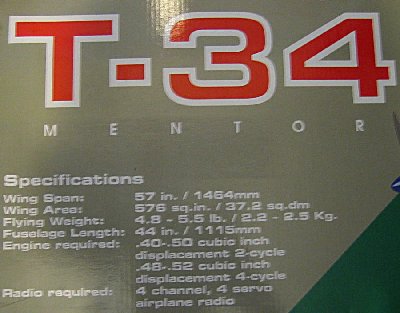 T-34
MENTOR
Specifications
Wing Span: 57 in. / 1464mm
Wing Area: 576 sq.in. / 37.2 sq.dm
Flying Weight: 4.8 - 5.5 lb. / 2.2 - 2.5 Kg.
Fuselage Length: 44 in. / 1115mm
Engine required: .40-.50 cubic inch
displacement 2-cycle
.48-.52 cubic inch
displacement 4-cycle
Radio required: 4 channel, 4 servo
airplane radio